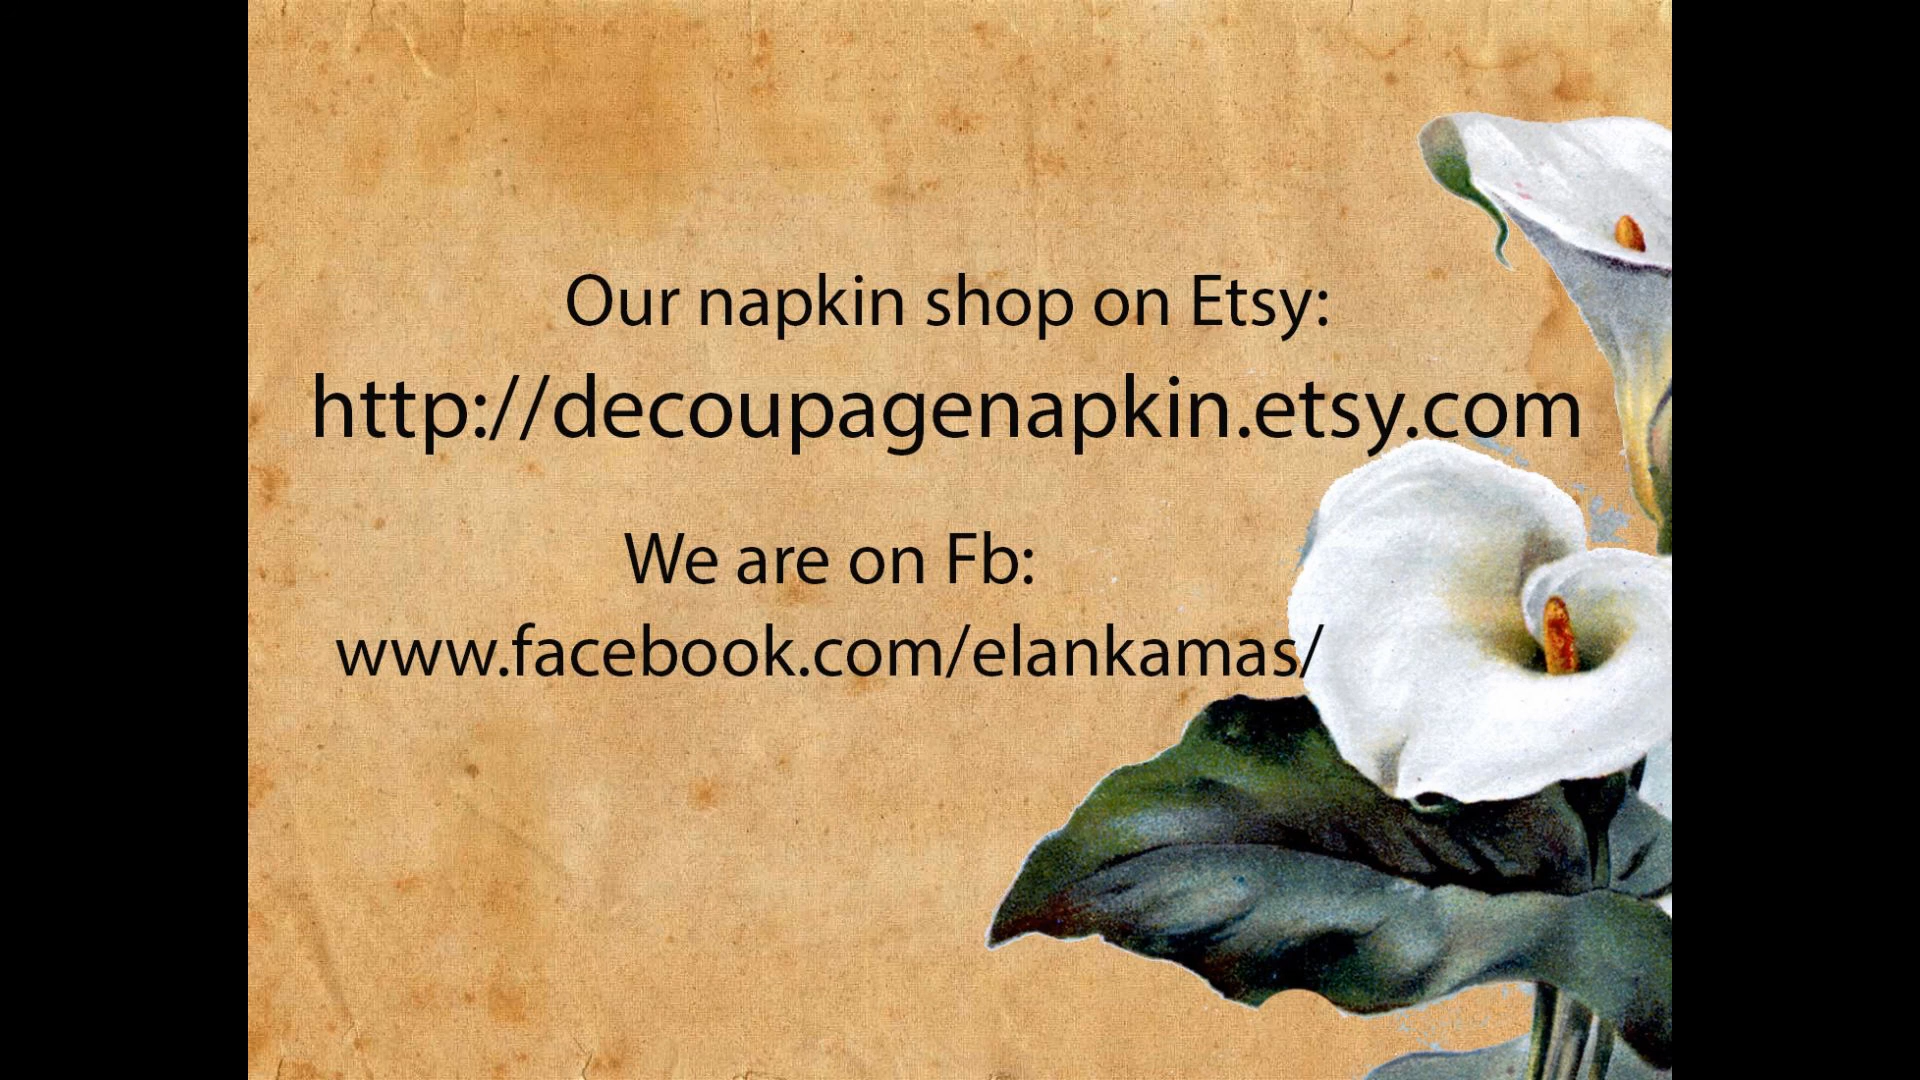 Our napkin shop on Etsy:
http://decoupagenapkin.etsy.com
We are on Fb:
www.facebook.com/elankamas/